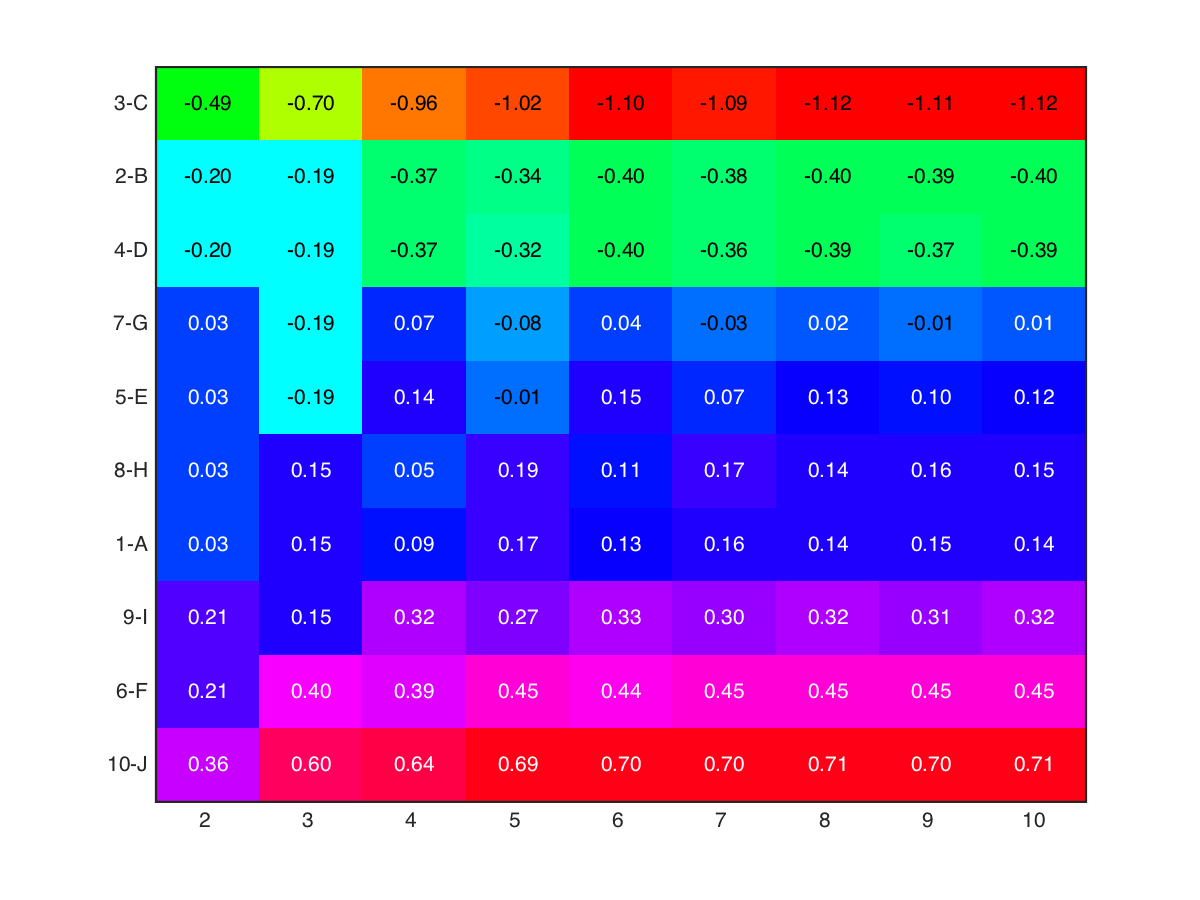 3-C -0.49 -0.70 -0.96 -1.02 -1.10 -1.09 -1.12 -1.11 -1.12
2-B -0.20 -0.19 -0.37 -0.34 -0.40 -0.38 -0.40 -0.39 -0.40
4-D -0.20 -0.19 -0.37 -0.32 -0.40 -0.36 -0.39 -0.37 -0.39
7-G 0.03 -0.19 0.07 -0.08 0.04 -0.03 0.02 -0.01 0.01
5-E 0.03 -0.19 0.14 -0.01 0.15 0.07 0.13 0.10 0.12
8-H 0.03 0.15 0.05 0.19 0.11 0.17 0.14 0.16 0.15
1-A 0.03 0.15 0.09 0.17 0.13 0.16 0.14 0.15 0.14
9-I 0.21 0.15 0.32 0.27 0.33 0.30 0.32 0.31 0.32
6-F 0.21 0.40 0.39 0.45 0.44 0.45 0.45 0.45 0.45
10-J 0.36 0.60 0.64 0.69 0.70 0.70 0.71 0.70 0.71
2 3 4 5 6 7 8 9 10